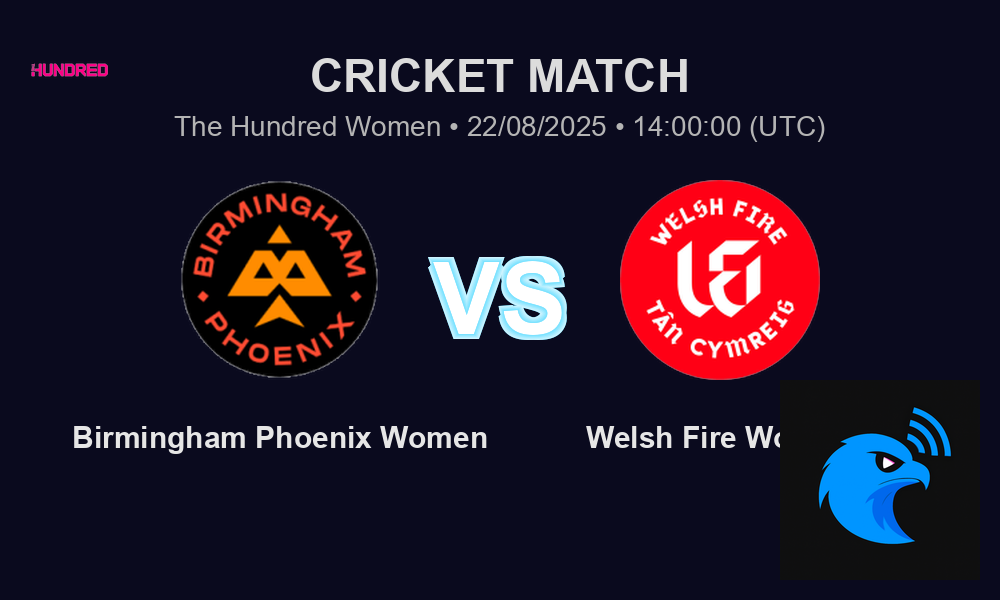 HUNDRED
CRICKET MATCH
The Hundred Women • 22/08/2025 • 14:00:00 (UTC)
BIRMINGHAM
PHOENIX
VS
WELSH FIRE
TÂN CYMREIG
Birmingham Phoenix Women
Welsh Fire